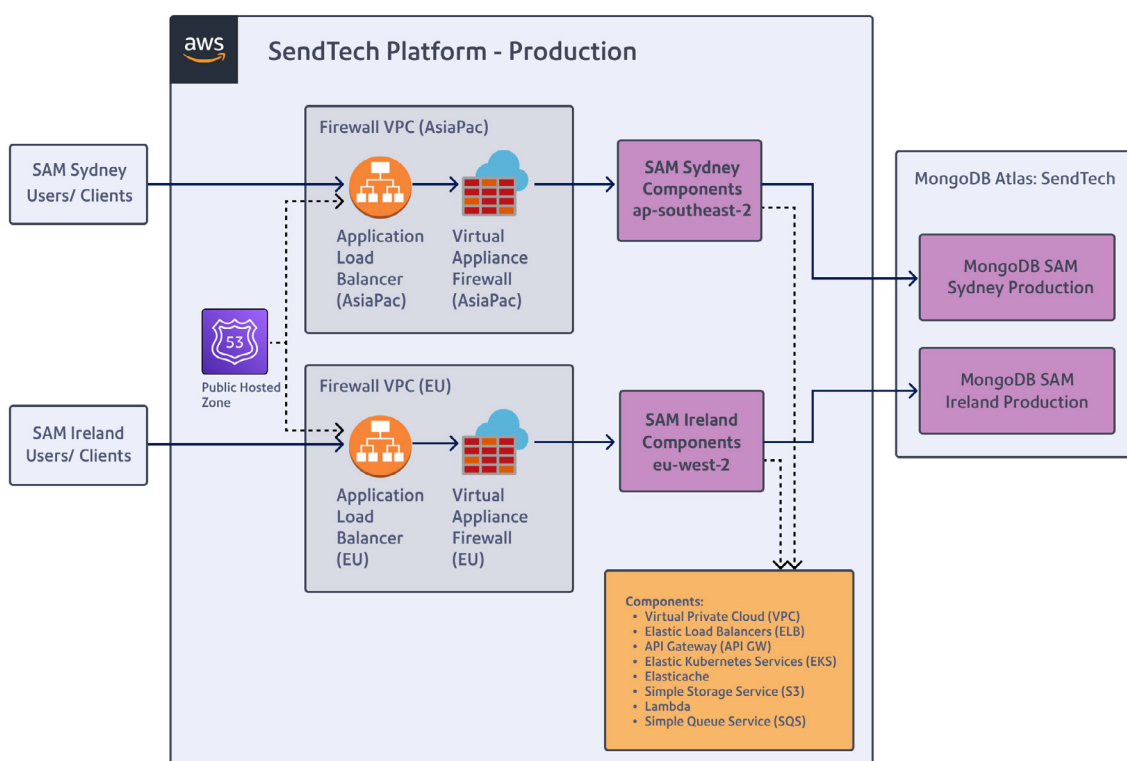 aws
SendTech Platform - Production
SAM Sydney
Users/ Clients
Firewall VPC (AsiaPac)
Application
Load
Balancer
(AsiaPac)
Virtual
Appliance
Firewall
(AsiaPac)
SAM Sydney
Components
ap-southeast-2
MongoDB Atlas: SendTech
MongoDB SAM
Sydney Production
53
Public Hosted
Zone
SAM Ireland
Users/ Clients
Firewall VPC (EU)
Application
Load
Balancer
(EU)
Virtual
Appliance
Firewall
(EU)
SAM Ireland
Components
eu-west-2
MongoDB SAM
Ireland Production
Components:
• Virtual Private Cloud (VPC)
• Elastic Load Balancers (ELB)
• API Gateway (API GW)
• Elastic Kubernetes Services (EKS)
• Elasticache
• Simple Storage Service (S3)
• Lambda
• Simple Queue Service (SQS)